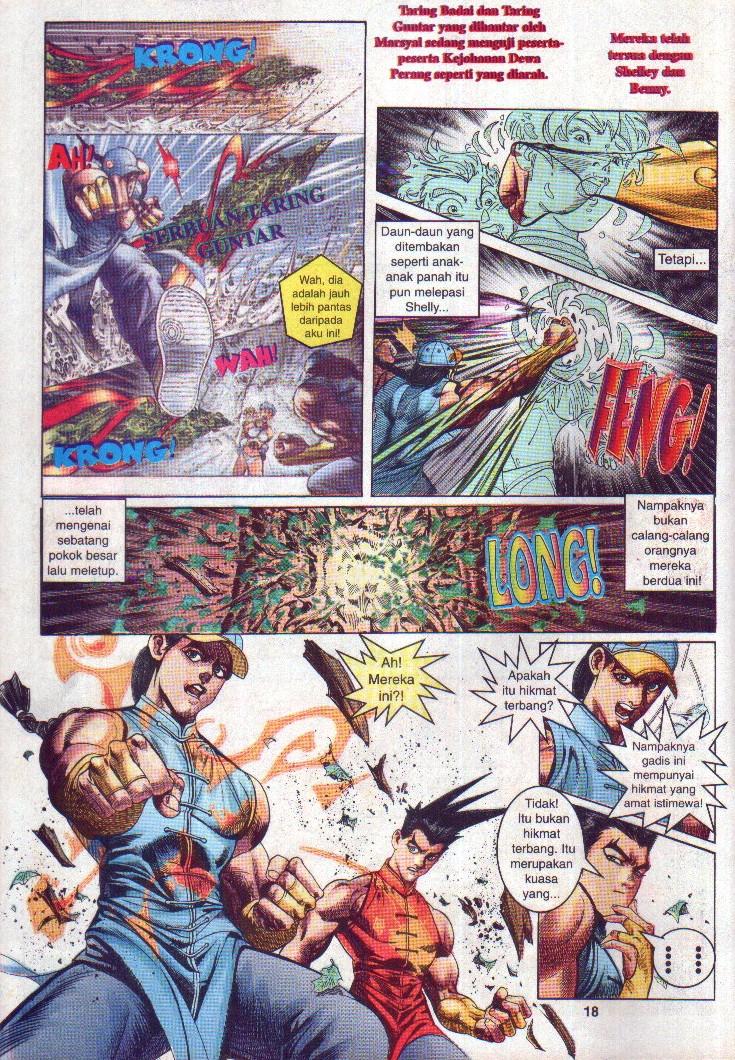 Taring Badai dan Taring
Guntar yang dihantar oleh
Marsyal sedang menguji peserta-
peserta Kejohanan Dewa
Perang seperti yang diarah.
Mereka telah
tersua dengan
Shelley dan
Benny.
KRONG!
AH!
SERBUAN TARING
GUNTAR
Wah, dia
adalah jauh
lebih pantas
daripada
aku ini!
WAH!
KRONG!
Tetapi...
Daun-daun yang
ditembakan
seperti anak-
anak panah itu
pun melepasi
Shelly...
FENG!
...telah
mengenai
sebatang
pokok besar
lalu meletup.
LONG!
Nampaknya
bukan
calang-calang
orangnya
mereka
berdua ini!
Ah!
Mereka
ini?!
Apakah
itu hikmat
terbang?
Nampaknya
gadis ini
mempunyai
hikmat yang
amat istimewa!
Tidak!
Itu bukan
hikmat
terbang. Itu
merupakan
kuasa
yang...
18